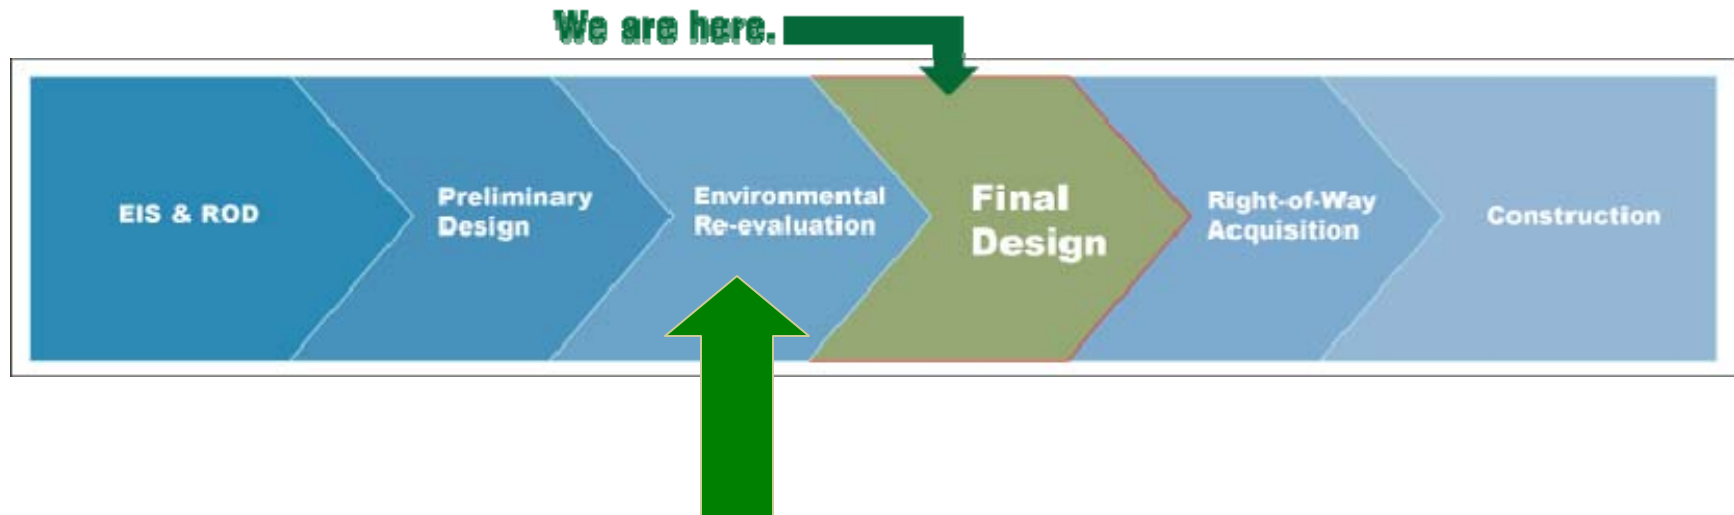 We are here.
EIS & ROD
Preliminary
Design
Environmental
Re-evaluation
Final
Design
Right-of-Way
Acquisition
Construction